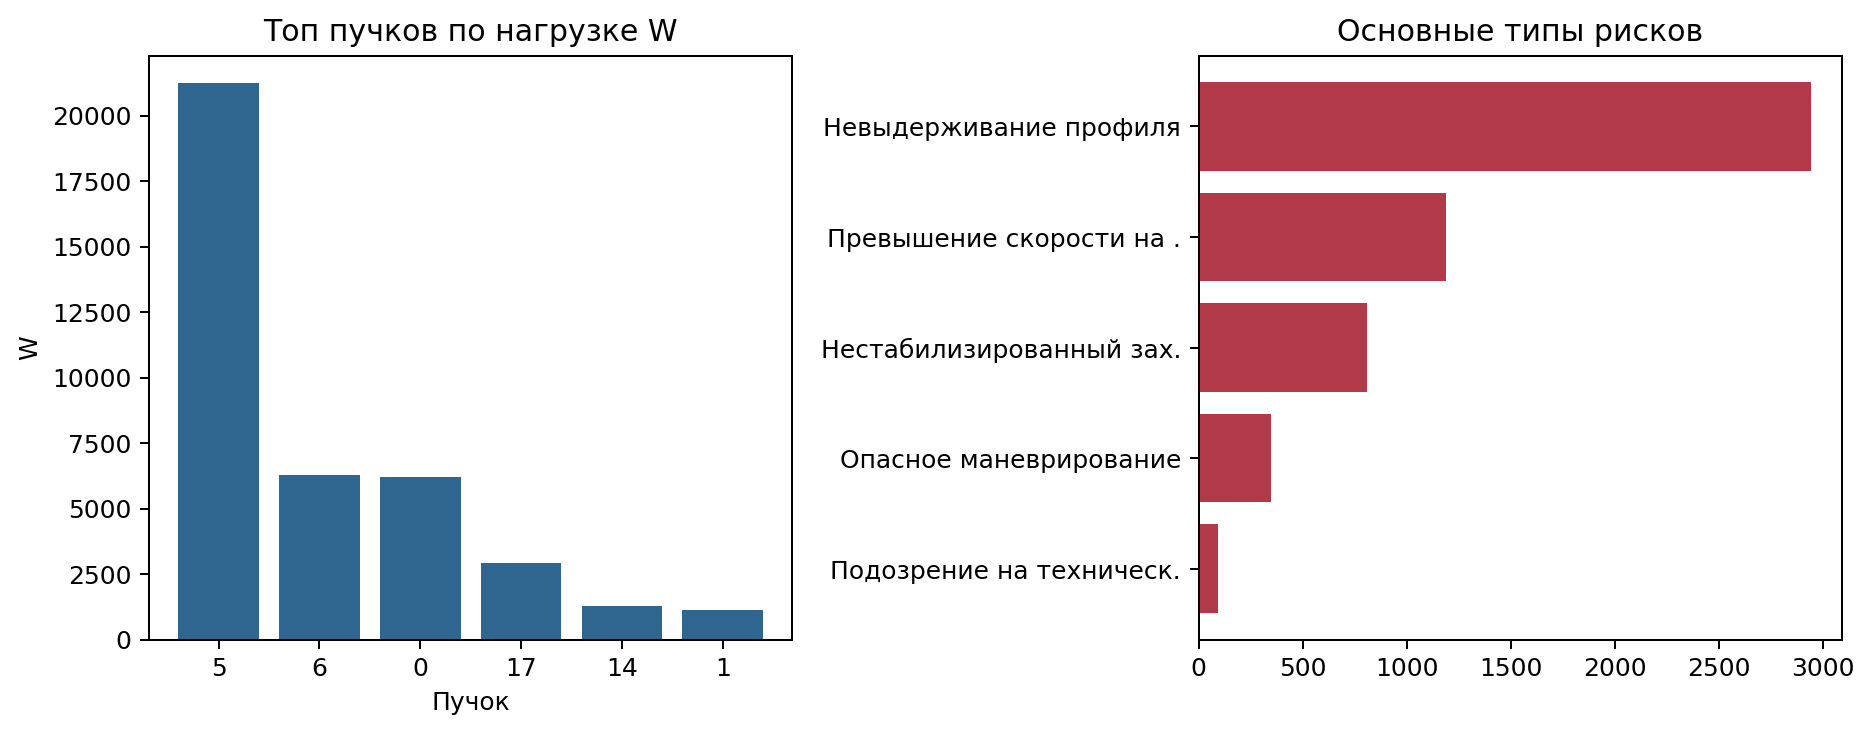 Топ пучков по нагрузке W
20000
17500
15000
12500
10000
7500
5000
2500
0
W
5 6 0 17 14 1
Пучок
Основные типы рисков
Невыдерживание профиля
Превышение скорости на .
Нестабилизированный зах.
Опасное маневрирование
Подозрение на техническ.
0 500 1000 1500 2000 2500 3000